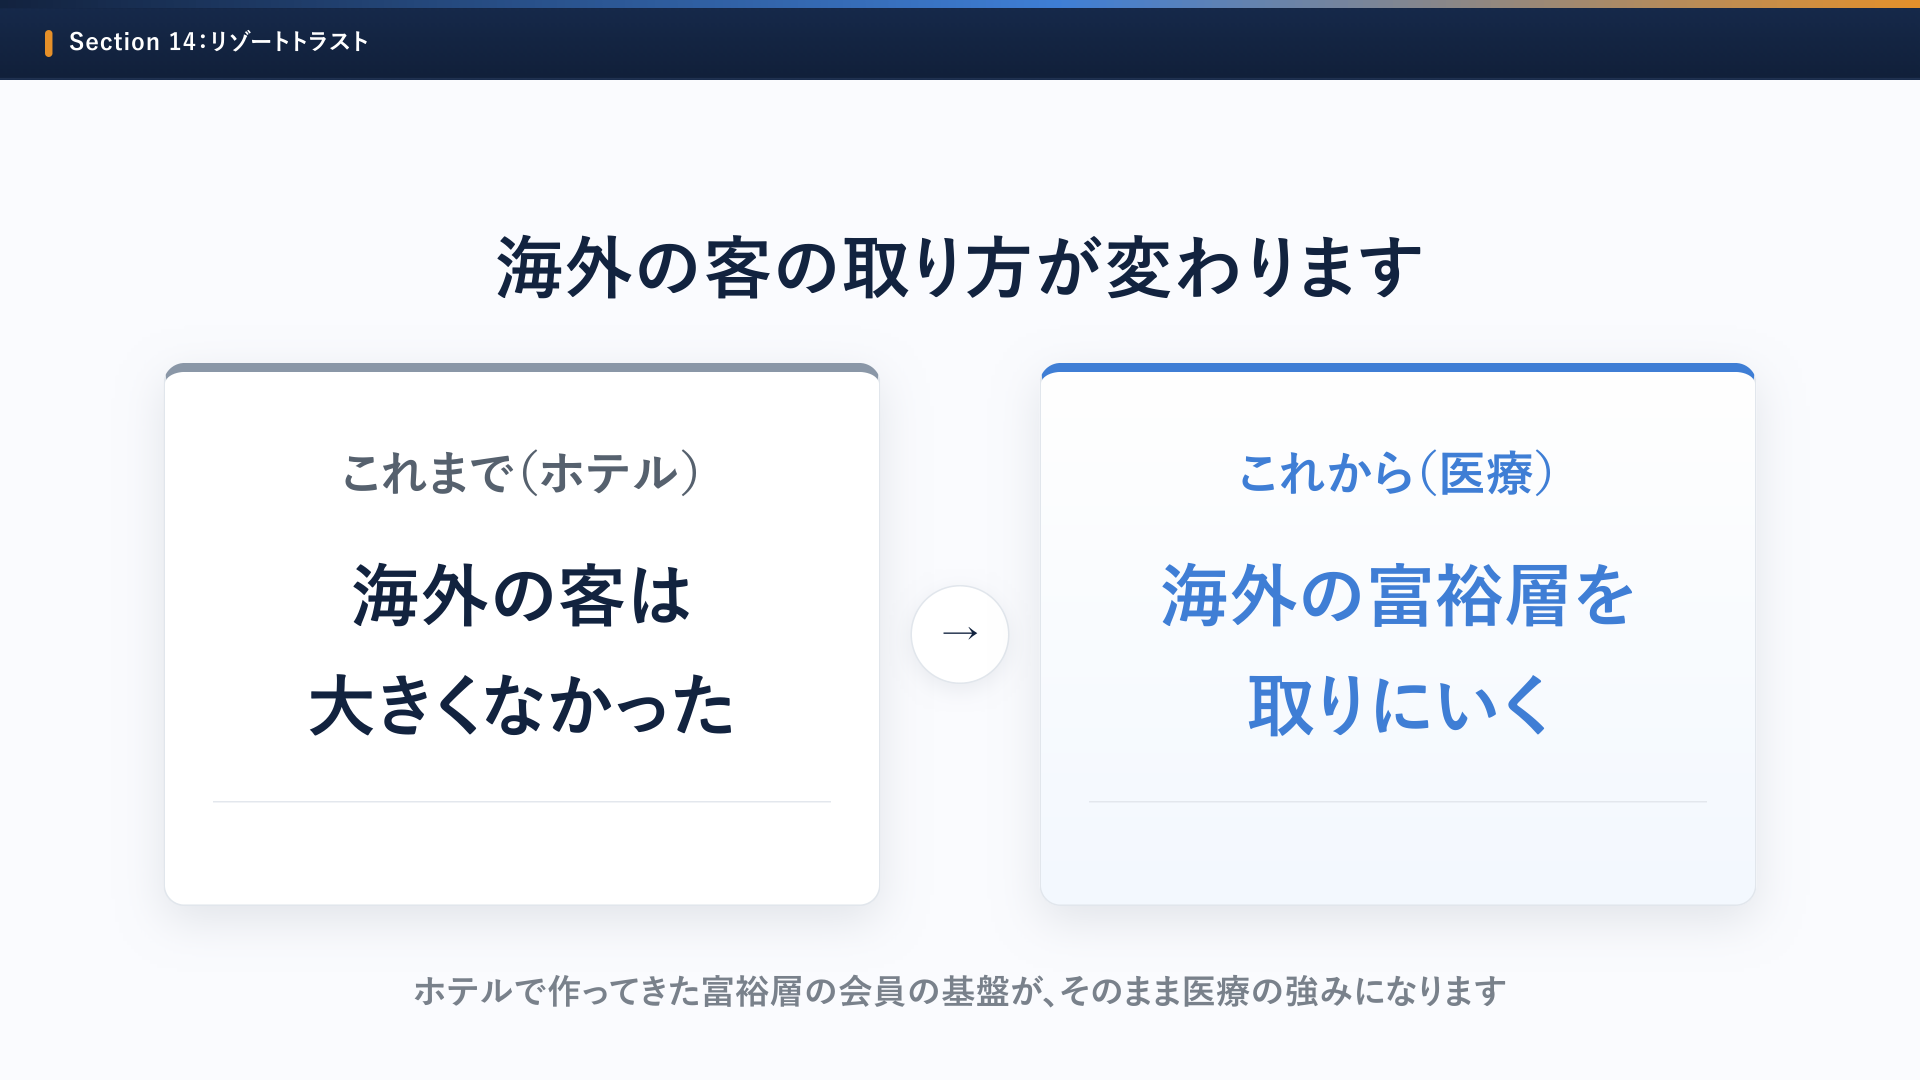 Section 14：リゾートトラスト
海外の客の取り方が変わります
これまで（ホテル）
海外の客は
大きくなかった
→
これから（医療）
海外の富裕層を
取りにいく
ホテルで作ってきた富裕層の会員の基盤が、そのまま医療の強みになります